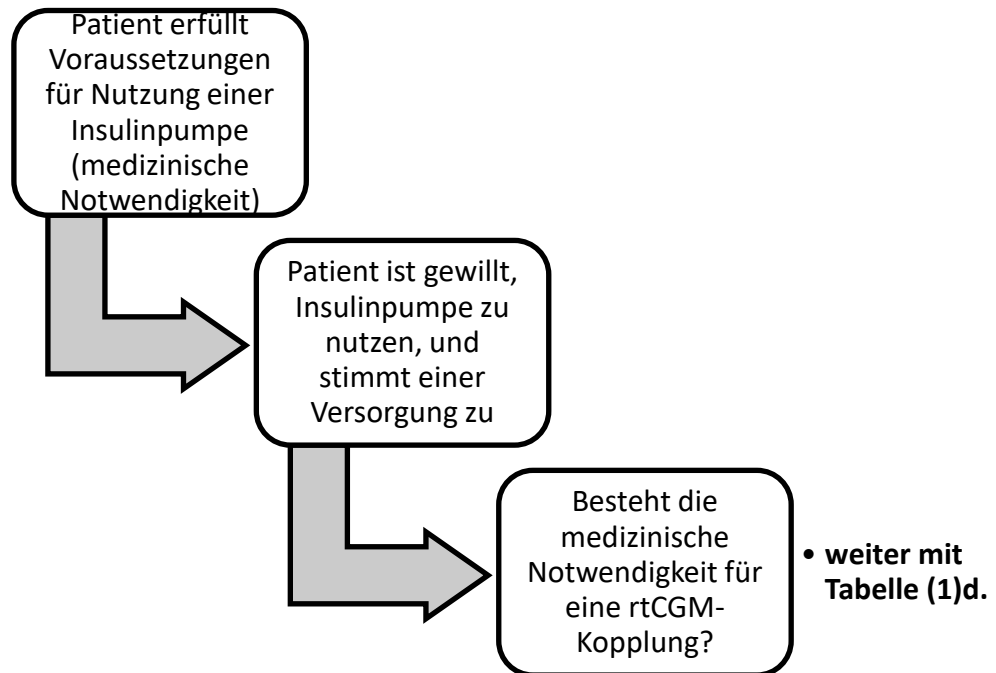 Patient erfüllt
Voraussetzungen
für Nutzung einer
Insulinpumpe
(medizinische
Notwendigkeit)
Patient ist gewillt,
Insulinpumpe zu
nutzen, und
stimmt einer
Versorgung zu
Besteht die
medizinische
Notwendigkeit für
eine rtCGM-
Kopplung?
• weiter mit
Tabelle (1)d.